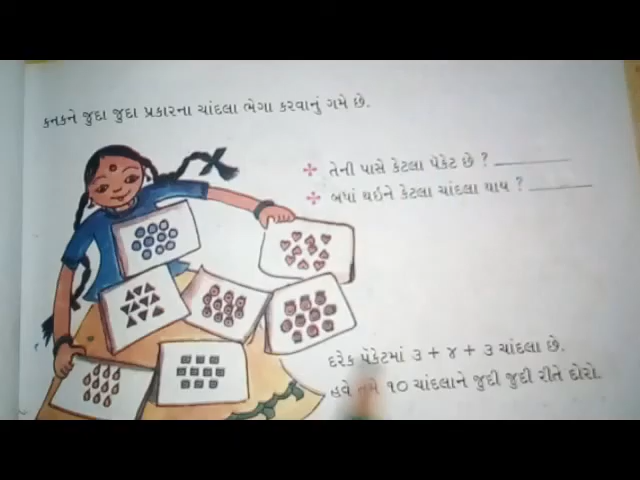 કનકને જુદા જુદા પ્રકારના ચાંદલા ભેગા કરવાનું ગમે છે.
તેની પાસે કેટલા પૅકેટ છે ?
બધાં થઈને કેટલા ચાંદલા થાય ?
દરેક પૅકેટમાં ૩ + ૪ + ૩ ચાંદલા છે.
હવે તમે ૧૦ ચાંદલાને જુદી જુદી રીતે દોરો.